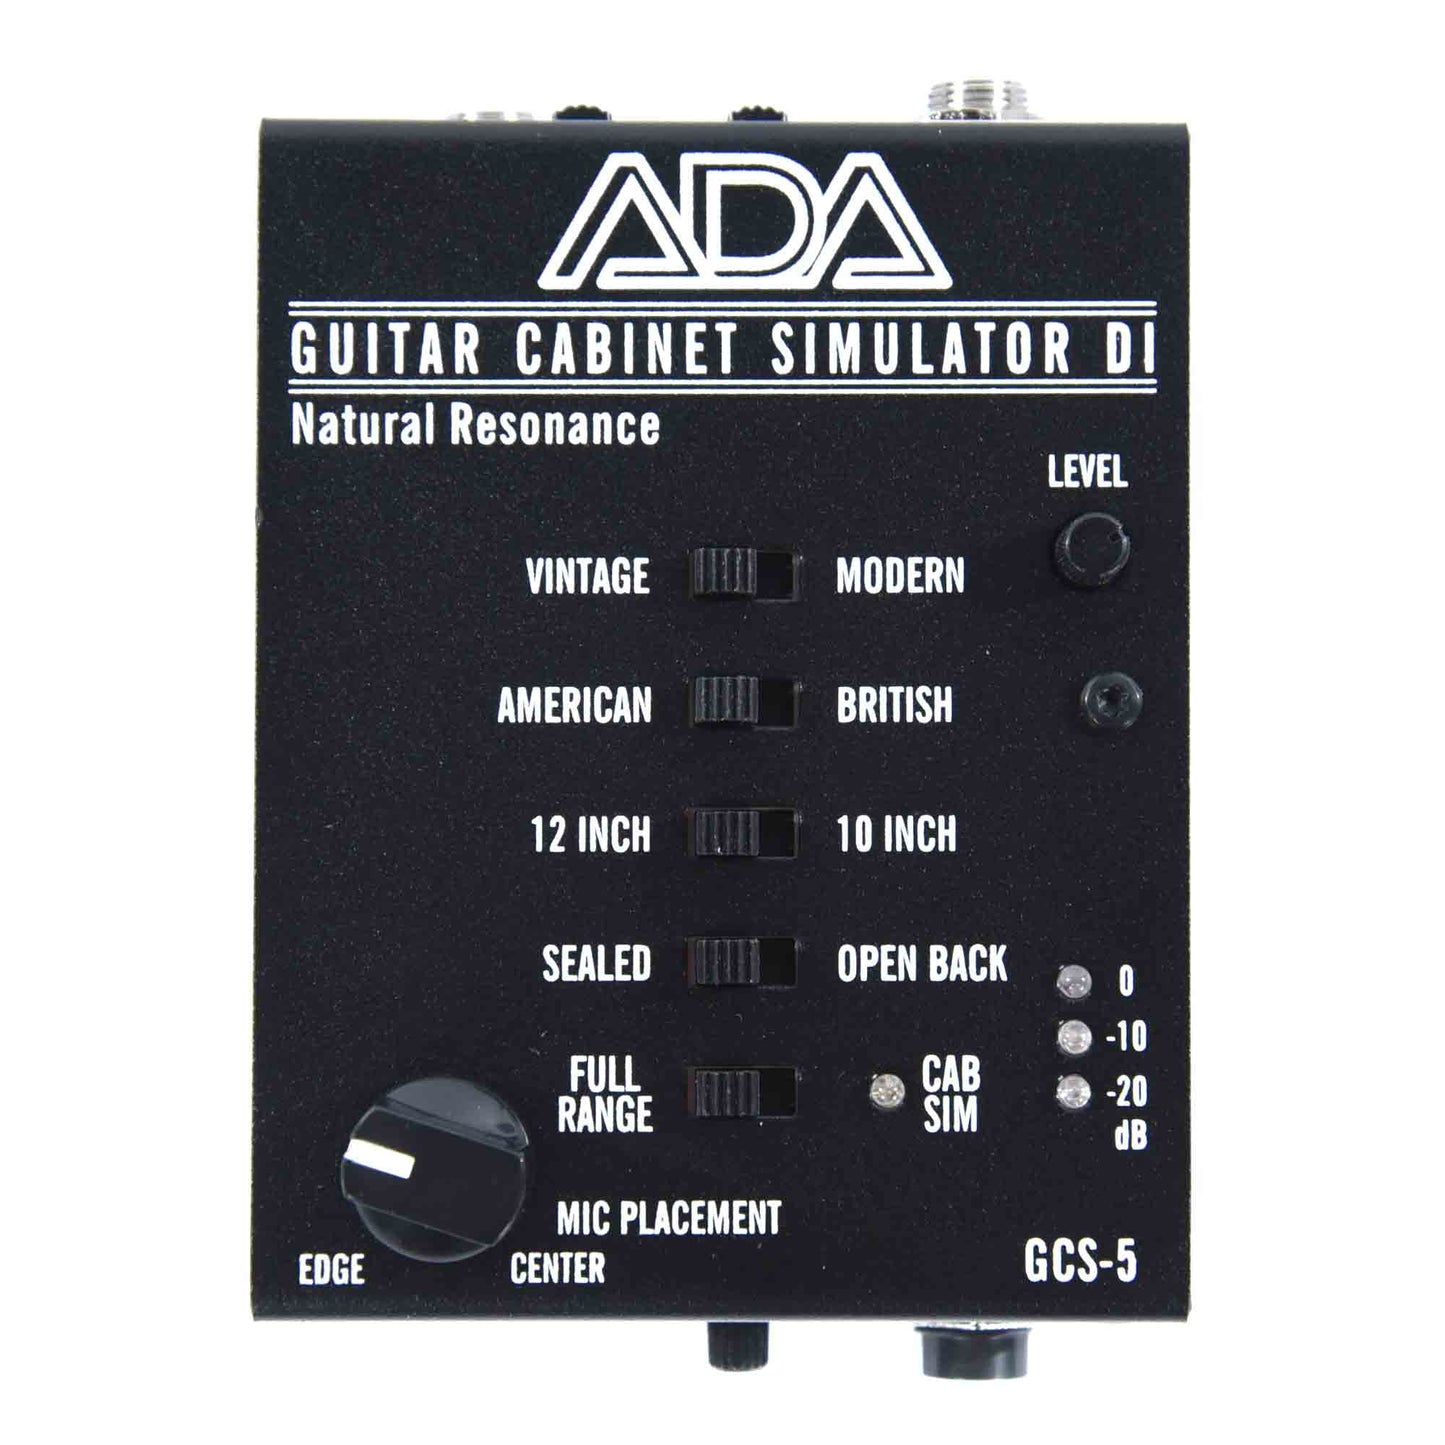 ADA
GUITAR CABINET SIMULATOR DI
Natural Resonance
LEVEL
VINTAGE MODERN
AMERICAN BRITISH
12 INCH 10 INCH
SEALED OPEN BACK
0
-10
FULL RANGE
CAB SIM
-20
dB
MIC PLACEMENT
EDGE CENTER
GCS-5